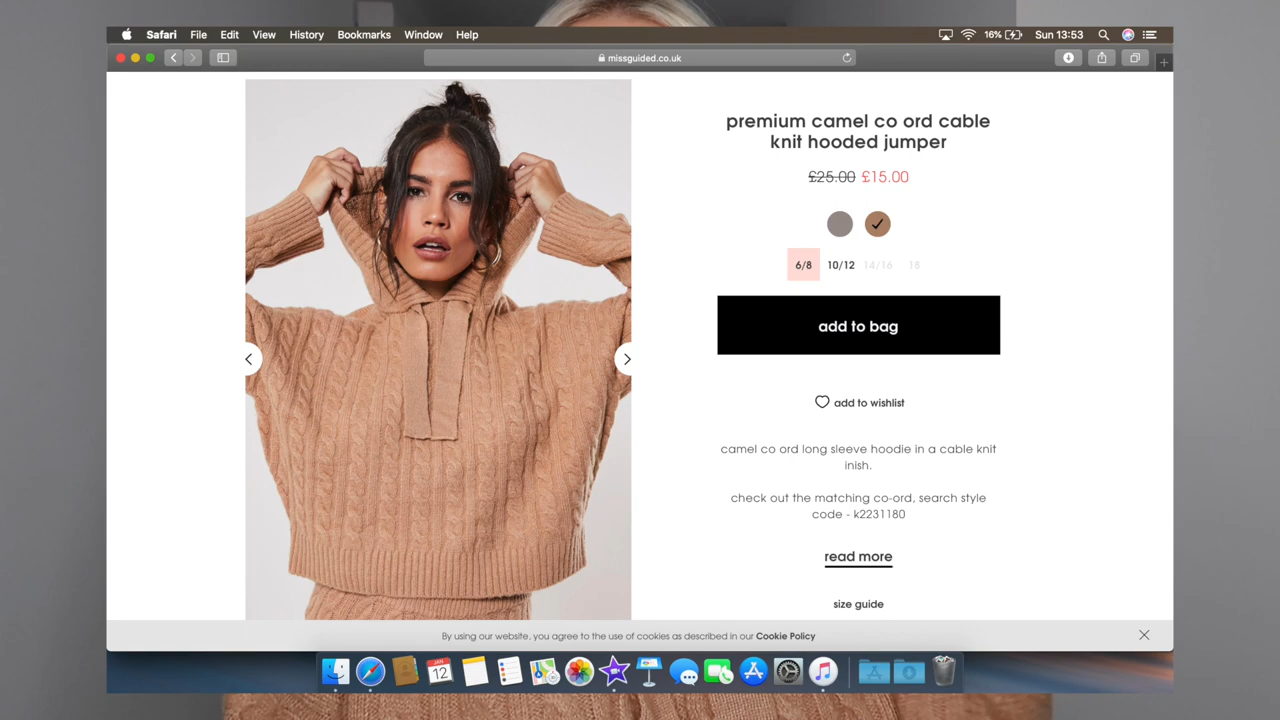 Safari File Edit View History Bookmarks Window Help 16% Sun 13:53
missguided.co.uk
premium camel co ord cable
knit hooded jumper
£25.00 £15.00
6/8 10/12 14/16 18
add to bag
add to wishlist
camel co ord long sleeve hoodie in a cable knit
inish.
check out the matching co-ord, search style
code - k2231180
read more
size guide
By using our website, you agree to the use of cookies as described in our Cookie Policy
JAN
12